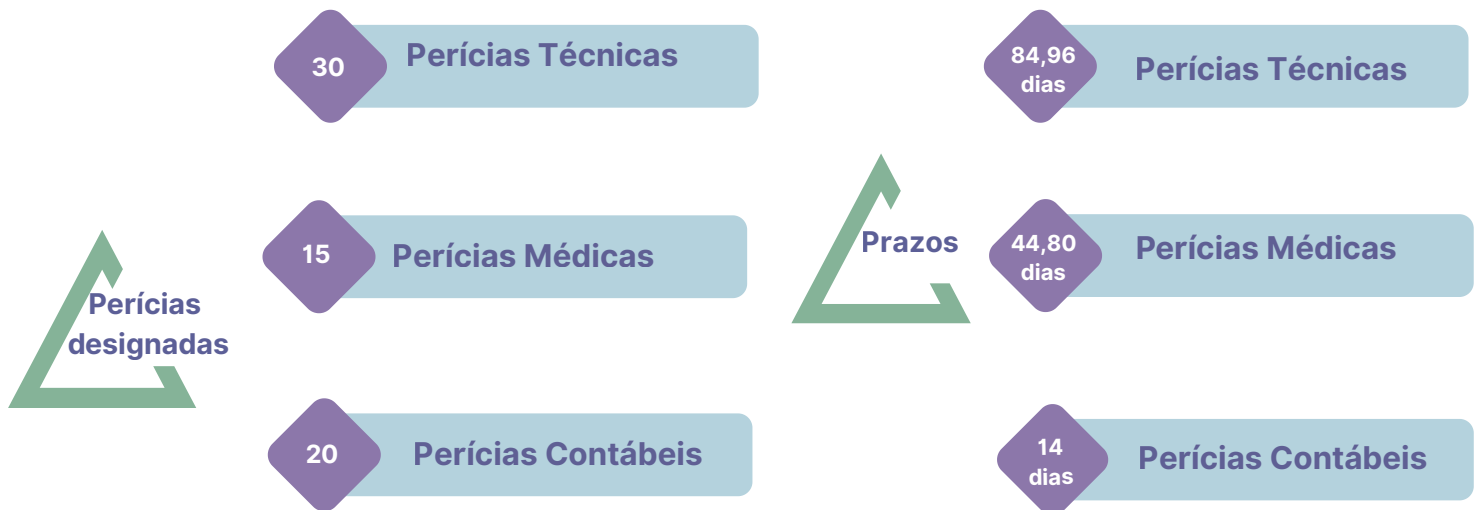 Perícias
designadas
30
Perícias Técnicas
15
Perícias Médicas
20
Perícias Contábeis
Prazos
84,96
dias
Perícias Técnicas
44,80
dias
Perícias Médicas
14
dias
Perícias Contábeis